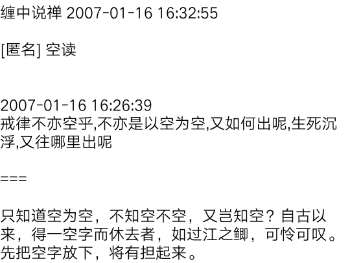 缠中说禅 2007-01-16 16:32:55
[匿名] 空读
2007-01-16 16:26:39
戒律不亦空乎,不亦是以空为空,又如何出呢,生死沉
浮,又往哪里出呢
===
只知道空为空，不知空不空，又岂知空？自古以
来，得一空字而休去者，如过江之鲫，可怜可叹。
先把空字放下，将有担起来。